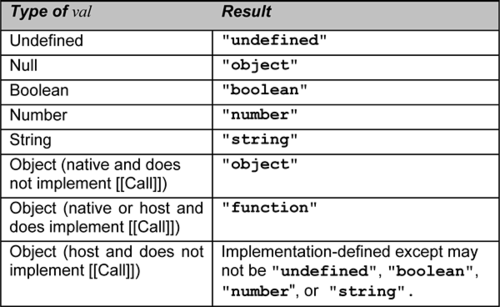 Type of val Result
Undefined "undefined"
Null "object"
Boolean "boolean"
Number "number"
String "string"
Object (native and does "object"
not implement [[Call]])
Object (native or host and "function"
does implement [[Call]])
Object (host and does not Implementation-defined except may
implement [[Call]]) not be "undefined", "boolean",
"number", or "string".